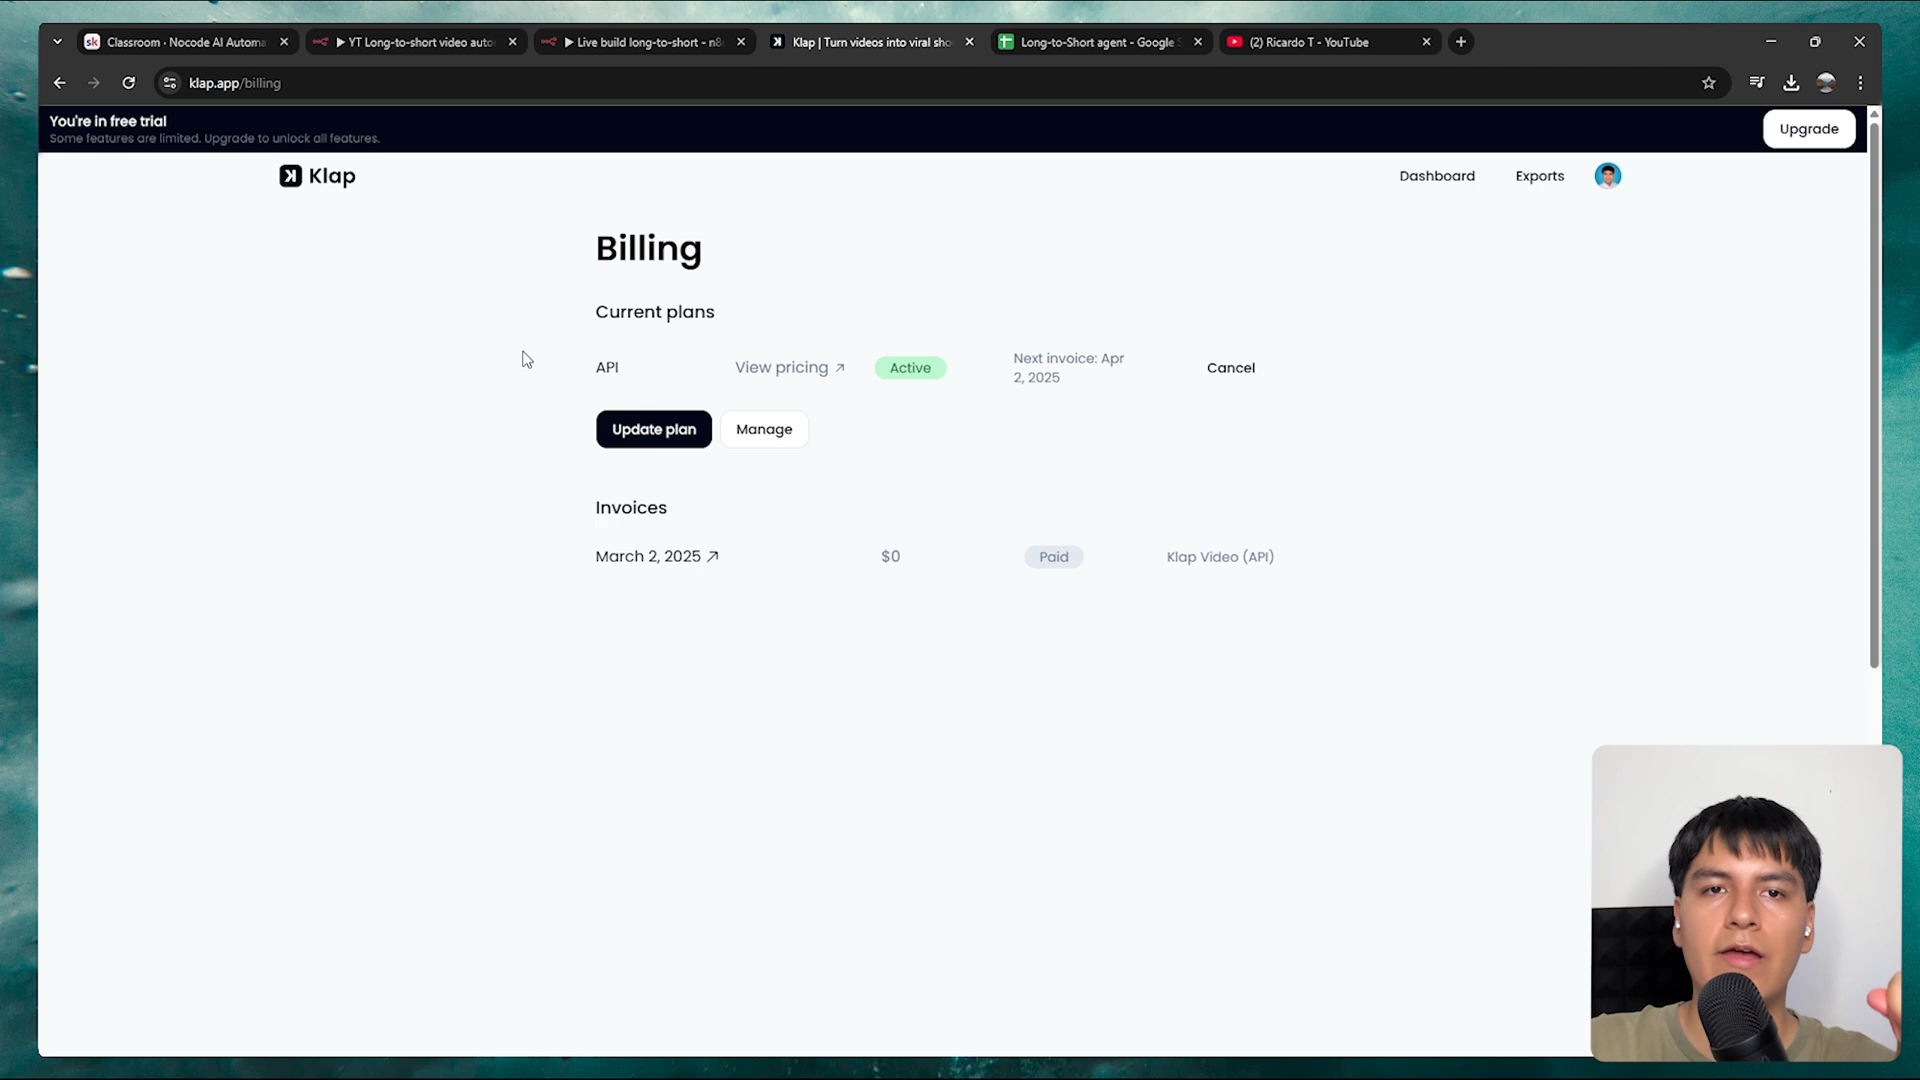 sk Classroom · Nocode AI Automa
▶ YT Long-to-short video auto
▶ Live build long-to-short - n8
Klap | Turn videos into viral sho
Long-to-Short agent - Google S
(2) Ricardo T - YouTube
klap.app/billing
You're in free trial
Some features are limited. Upgrade to unlock all features.
Upgrade
Klap
Dashboard
Exports
Billing
Current plans
API
View pricing ↗
Active
Next invoice: Apr
2, 2025
Cancel
Update plan
Manage
Invoices
March 2, 2025 ↗
$0
Paid
Klap Video (API)